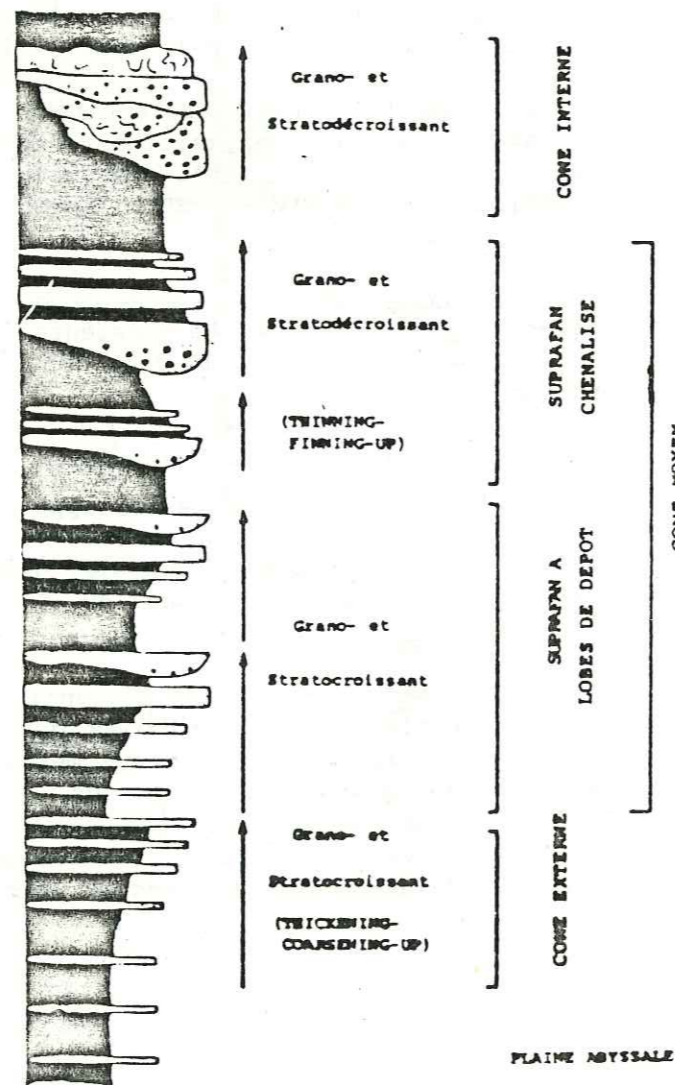 Grano- et
Stratodécroissant
CONE INTERNE
Grano- et
Stratodécroissant
(THINNING-
FINNING-UP)
SUPRAFAN
CHENALISE
Grano- et
Stratocroissant
SUPRAFAN A
LOBES DE DEPOT
CONE MOYEN
Grano- et
Stratocroissant
(THICKENING-
COARSENING-UP)
CONE EXTERNE
PLAINE ABYSSALE